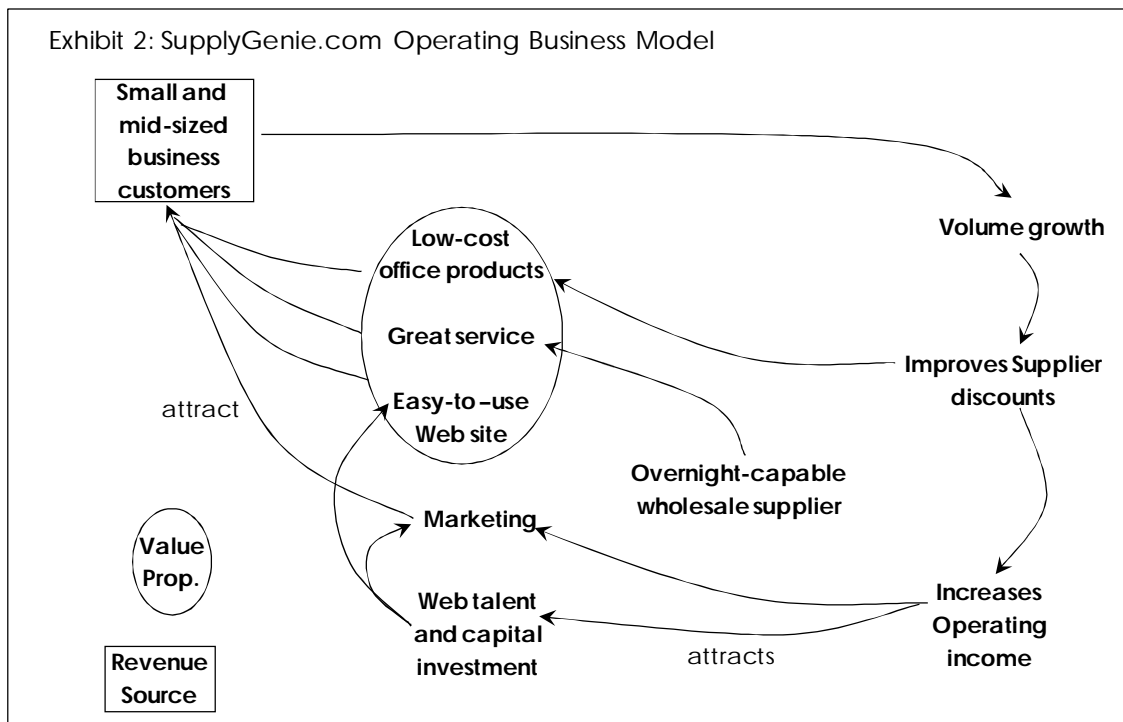 Exhibit 2: SupplyGenie.com Operating Business Model
Small and
mid-sized
business
customers
Volume growth
Low-cost
office products
Great service
Easy-to –use
Web site
Improves Supplier
discounts
attract
Overnight-capable
wholesale supplier
Marketing
Value
Prop.
Web talent
and capital
investment
Increases
Operating
income
attracts
Revenue
Source